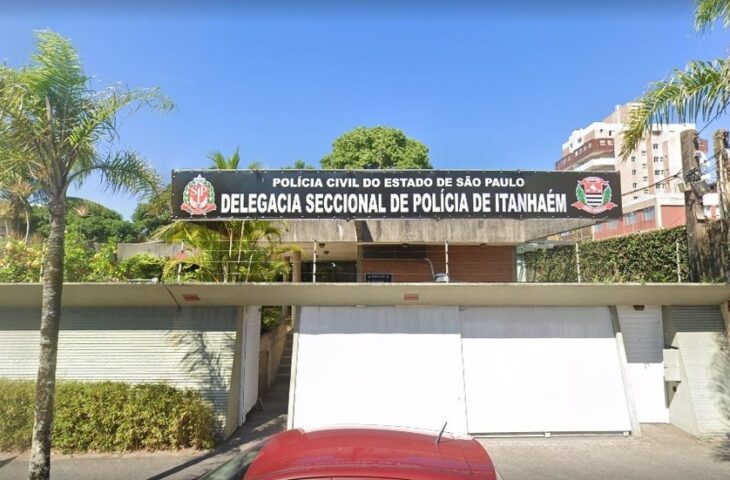 POLÍCIA CIVIL DO ESTADO DE SÃO PAULO
DELEGACIA SECCIONAL DE POLÍCIA DE ITANHAÉM